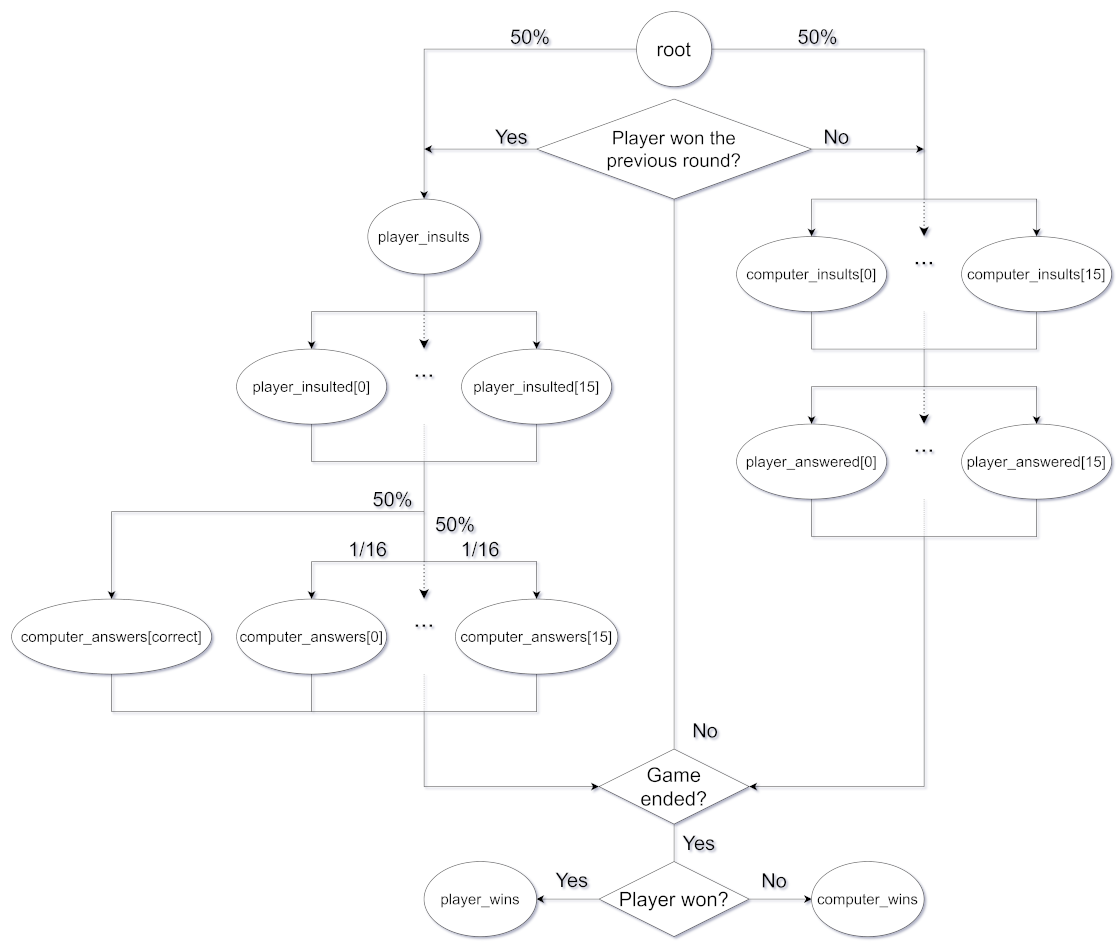 50%
root
50%
Yes
Player won the
previous round?
No
player_insults
computer_insults[0]
...
computer_insults[15]
player_insulted[0]
...
player_insulted[15]
player_answered[0]
...
player_answered[15]
50%
50%
1/16
1/16
computer_answers[correct]
computer_answers[0]
...
computer_answers[15]
No
Game
ended?
Yes
Yes
Player won?
No
player_wins
computer_wins